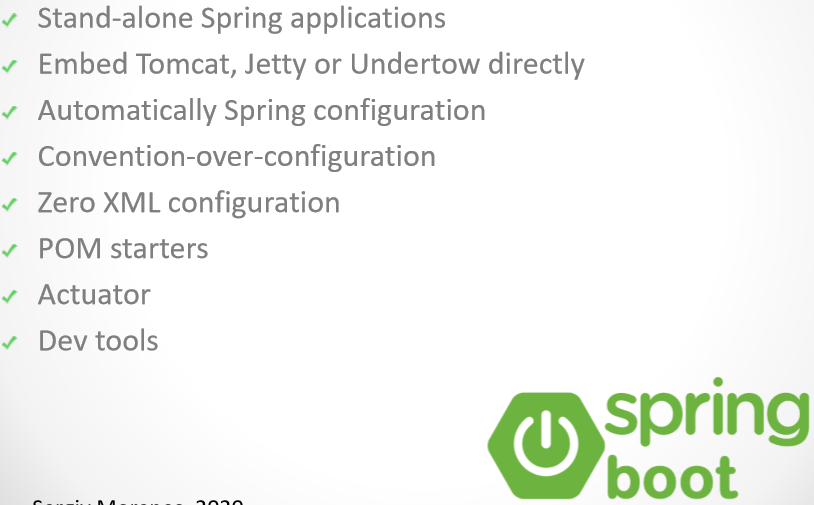 Stand-alone Spring applications
Embed Tomcat, Jetty or Undertow directly
Automatically Spring configuration
Convention-over-configuration
Zero XML configuration
POM starters
Actuator
Dev tools
spring
boot
2020